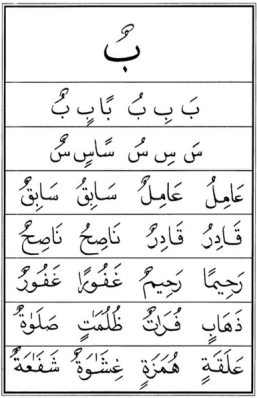 بٌ
بَ بِ بُ بًا بٍ بٌ
سَ سِ سُ سًا سٍ سٌ
عَامِلُ عَامِلٌ سَابِقُ سَابِقٌ
قَادِرُ قَادِرٌ نَاصِحُ نَاصِحٌ
رَحِيمًا رَحِيمٌ غَفُورًا غَفُورٌ
ذَهَابٍ فُرَاتٌ ظُلُمَٰتٍ صَلَوٰةٌ
عَلَقَةٍ هُمَزَةٍ غِشَٰوَةٌ شَفَٰعَةٌ